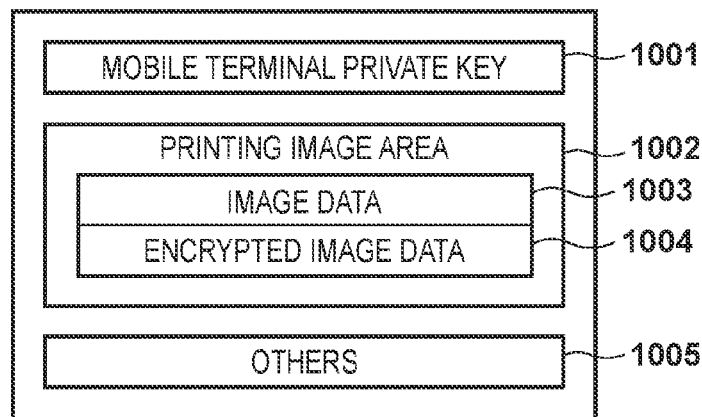 MOBILE TERMINAL PRIVATE KEY 1001
PRINTING IMAGE AREA 1002
IMAGE DATA 1003
ENCRYPTED IMAGE DATA 1004
OTHERS 1005